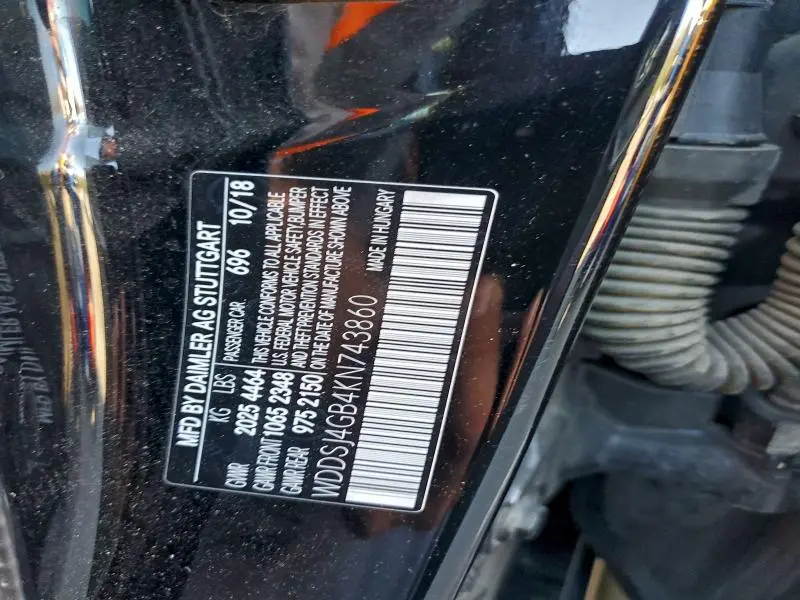 MFD BY DAIMLER AG STUTTGART
KG LBS PASSENGER CAR 696 10/18
GVWR 2025 4464 THIS VEHICLE CONFORMS TO ALL APPLICABLE
GAWR FRONT 1065 2348 U.S. FEDERAL MOTOR VEHICLE SAFETY, BUMPER
GAWR REAR 975 2150 AND THEFT PREVENTION STANDARDS IN EFFECT
ON THE DATE OF MANUFACTURE SHOWN ABOVE
WDDSJ4GB4KN743860 MADE IN HUNGARY